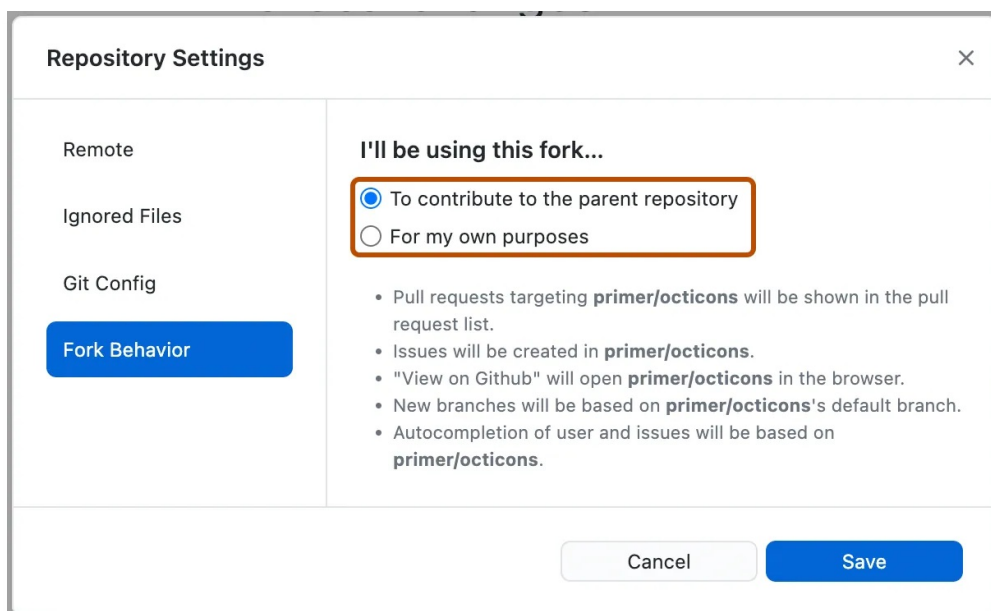 Repository Settings
Remote
Ignored Files
Git Config
Fork Behavior
I'll be using this fork...
To contribute to the parent repository
For my own purposes
• Pull requests targeting primer/octicons will be shown in the pull
request list.
• Issues will be created in primer/octicons.
• "View on Github" will open primer/octicons in the browser.
• New branches will be based on primer/octicons's default branch.
• Autocompletion of user and issues will be based on
primer/octicons.
Cancel
Save